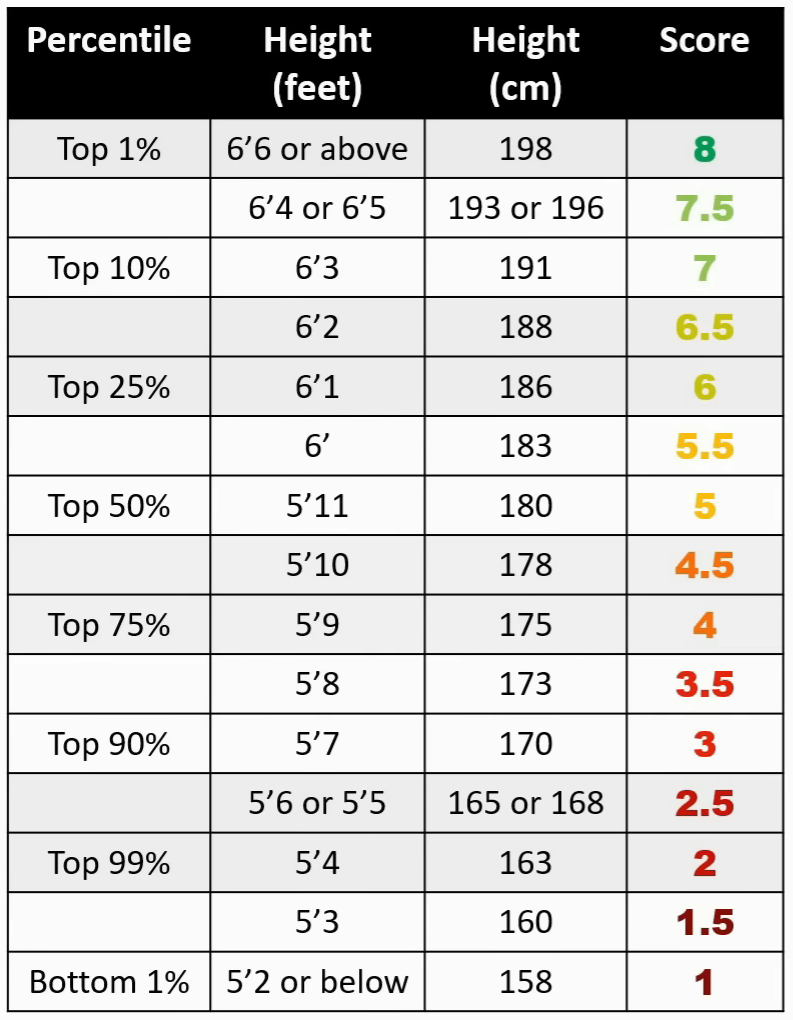 Percentile Height (feet) Height (cm) Score
Top 1% 6’6 or above 198 8
6’4 or 6’5 193 or 196 7.5
Top 10% 6’3 191 7
6’2 188 6.5
Top 25% 6’1 186 6
6’ 183 5.5
Top 50% 5’11 180 5
5’10 178 4.5
Top 75% 5’9 175 4
5’8 173 3.5
Top 90% 5’7 170 3
5’6 or 5’5 165 or 168 2.5
Top 99% 5’4 163 2
5’3 160 1.5
Bottom 1% 5’2 or below 158 1